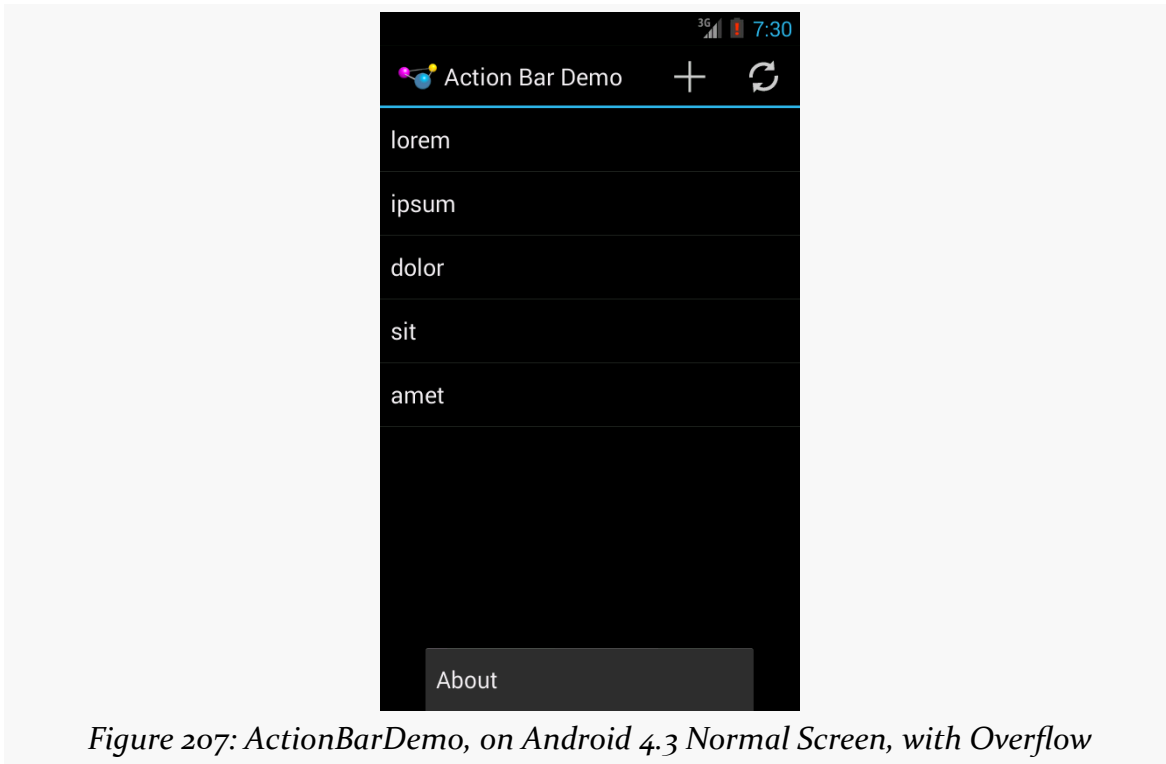 3G 7:30
Action Bar Demo
lorem
ipsum
dolor
sit
amet
About
Figure 207: ActionBarDemo, on Android 4.3 Normal Screen, with Overflow